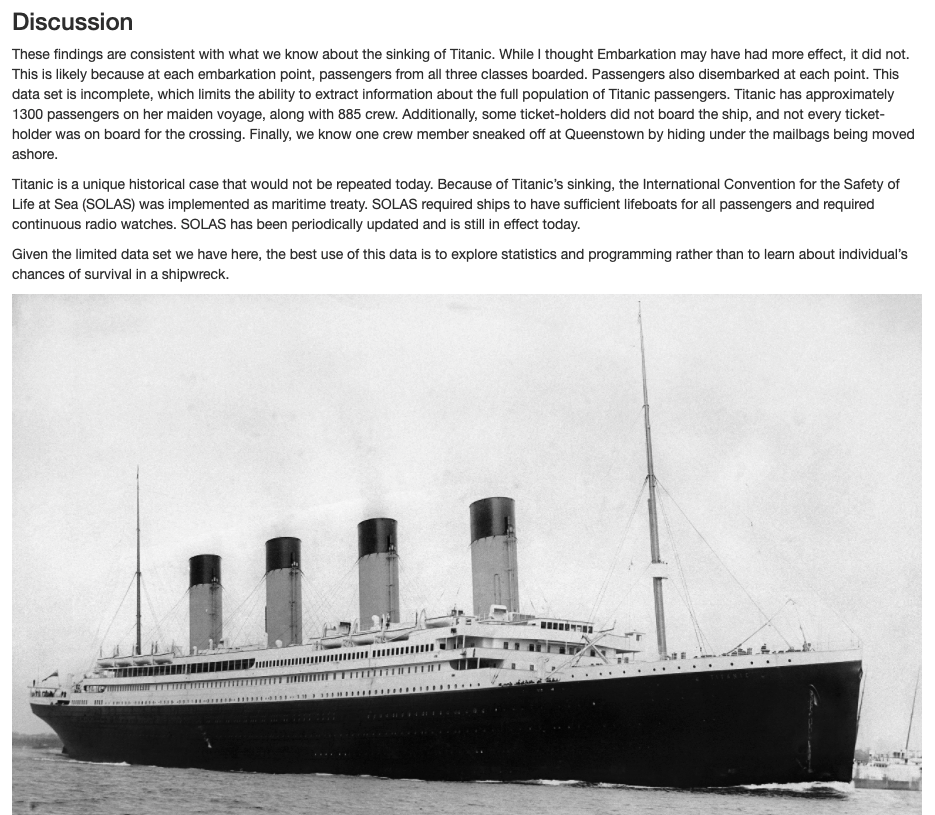 Discussion
These findings are consistent with what we know about the sinking of Titanic. While I thought Embarkation may have had more effect, it did not.
This is likely because at each embarkation point, passengers from all three classes boarded. Passengers also disembarked at each point. This
data set is incomplete, which limits the ability to extract information about the full population of Titanic passengers. Titanic has approximately
1300 passengers on her maiden voyage, along with 885 crew. Additionally, some ticket-holders did not board the ship, and not every ticket-
holder was on board for the crossing. Finally, we know one crew member sneaked off at Queenstown by hiding under the mailbags being moved
ashore.
Titanic is a unique historical case that would not be repeated today. Because of Titanic's sinking, the International Convention for the Safety of
Life at Sea (SOLAS) was implemented as maritime treaty. SOLAS required ships to have sufficient lifeboats for all passengers and required
continuous radio watches. SOLAS has been periodically updated and is still in effect today.
Given the limited data set we have here, the best use of this data is to explore statistics and programming rather than to learn about individual's
chances of survival in a shipwreck.